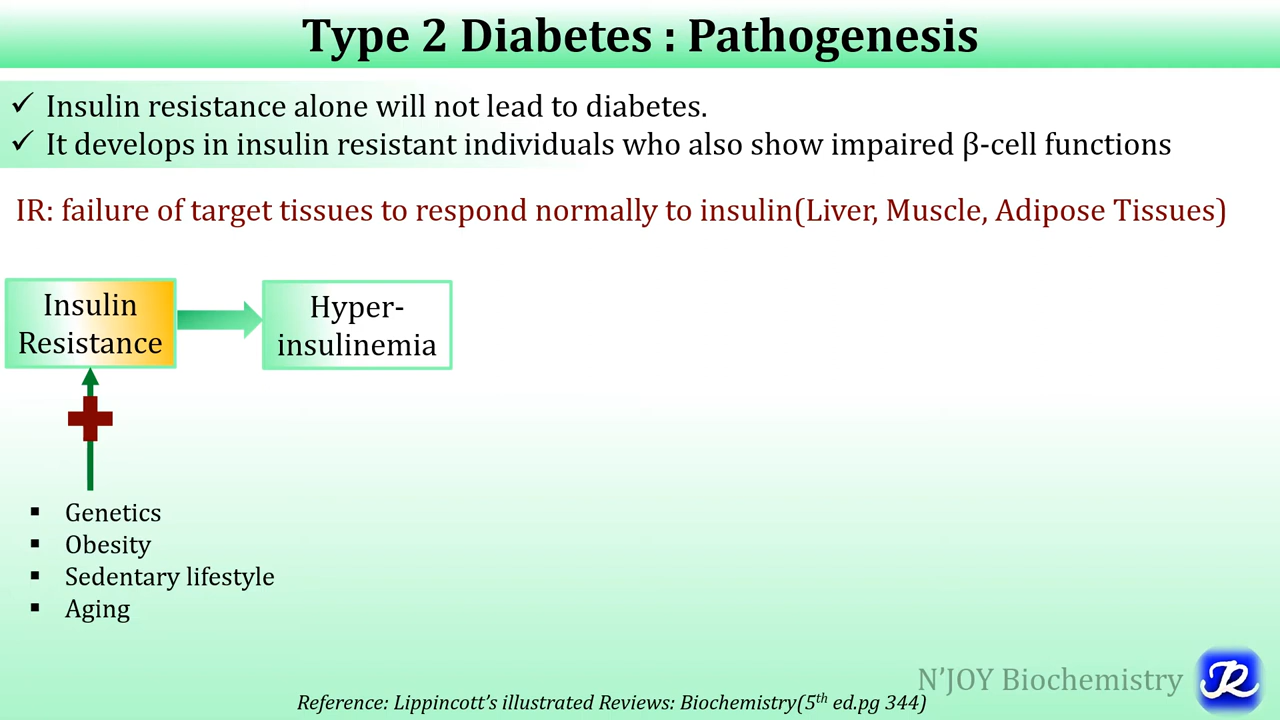 Type 2 Diabetes : Pathogenesis
✓ Insulin resistance alone will not lead to diabetes.
✓ It develops in insulin resistant individuals who also show impaired β-cell functions
IR: failure of target tissues to respond normally to insulin(Liver, Muscle, Adipose Tissues)
Insulin
Resistance
Hyper-
insulinemia
▪ Genetics
▪ Obesity
▪ Sedentary lifestyle
▪ Aging
N'JOY Biochemistry
JR
Reference: Lippincott's illustrated Reviews: Biochemistry(5th ed.pg 344)